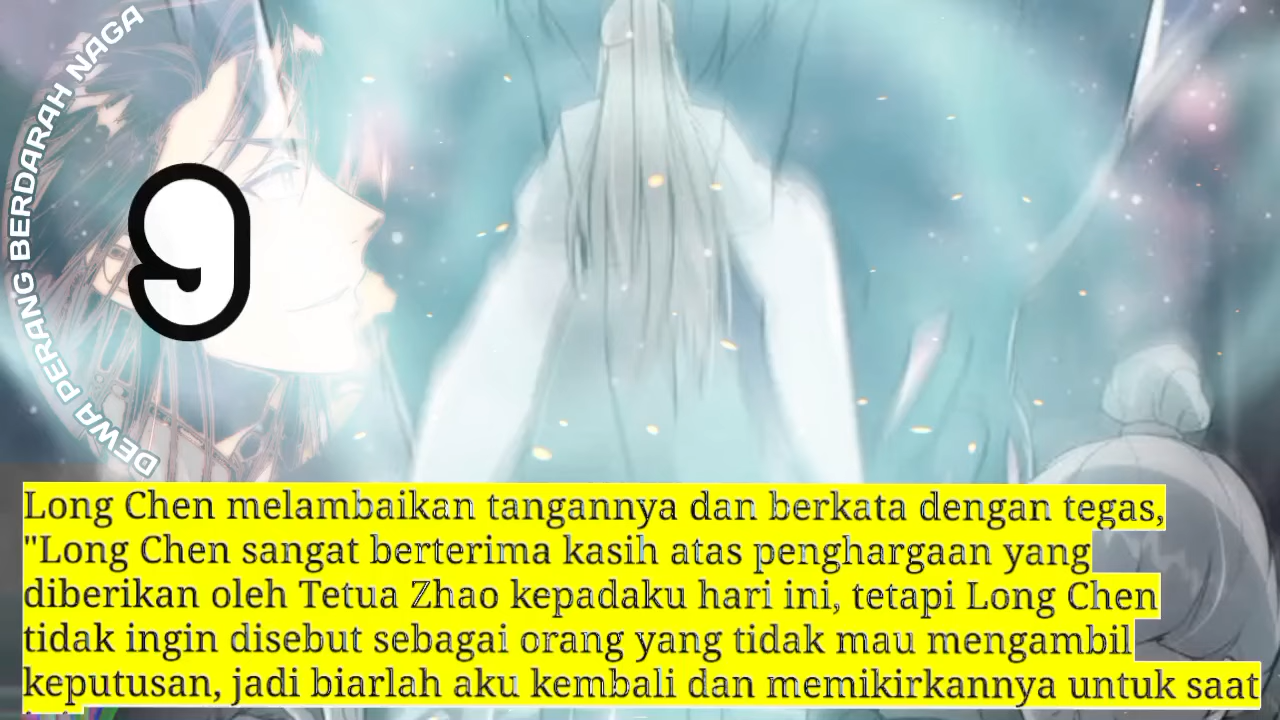 DEWA PERANG BERDARAH NAGA
9
Long Chen melambaikan tangannya dan berkata dengan tegas,
"Long Chen sangat berterima kasih atas penghargaan yang
diberikan oleh Tetua Zhao kepadaku hari ini, tetapi Long Chen
tidak ingin disebut sebagai orang yang tidak mau mengambil
keputusan, jadi biarlah aku kembali dan memikirkannya untuk saat